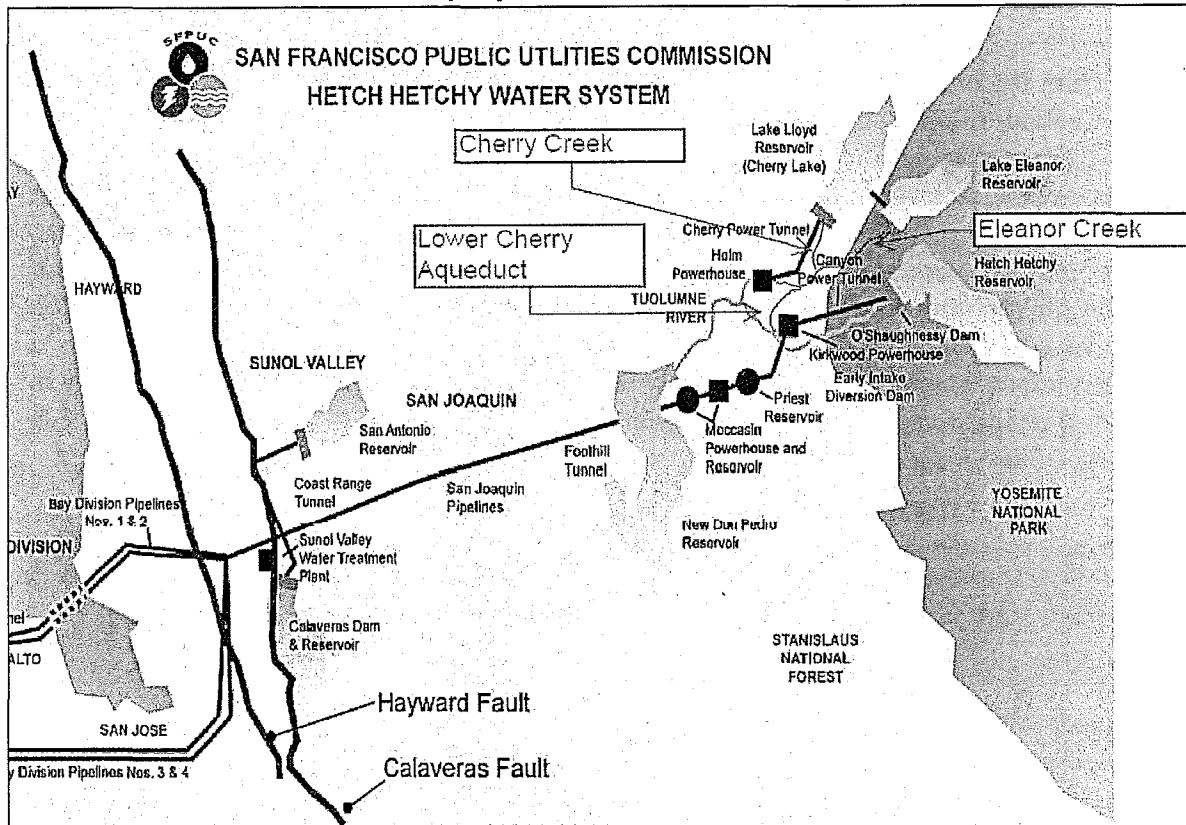 SFPUC
SAN FRANCISCO PUBLIC UTLITIES COMMISSION
HETCH HETCHY WATER SYSTEM
Cherry Creek
Lake Lloyd
Reservoir
(Cherry Lake)
Lake Eleanor
Reservoir
Lower Cherry
Aqueduct
Cherry Power Tunnel
Eleanor Creek
Holm
Powerhouse
Canyon
Power Tunnel
Hetch Hetchy
Reservoir
HAYWARD
TUOLUMNE
RIVER
O'Shaughnessy Dam
Kirkwood Powerhouse
SUNOL VALLEY
Early Intake
Diversion Dam
SAN JOAQUIN
Priest
Reservoir
San Antonio
Reservoir
Moccasin
Powerhouse and
Reservoir
Foothill
Tunnel
Coast Range
Tunnel
San Joaquin
Pipelines
Bay Division Pipelines
Nos. 1 & 2
YOSEMITE
NATIONAL
PARK
New Don Pedro
Reservoir
DIVISION
Sunol Valley
Water Treatment
Plant
nel
Calaveras Dam
& Reservoir
ALTO
STANISLAUS
NATIONAL
FOREST
Hayward Fault
SAN JOSE
y Division Pipelines Nos. 3 & 4
Calaveras Fault